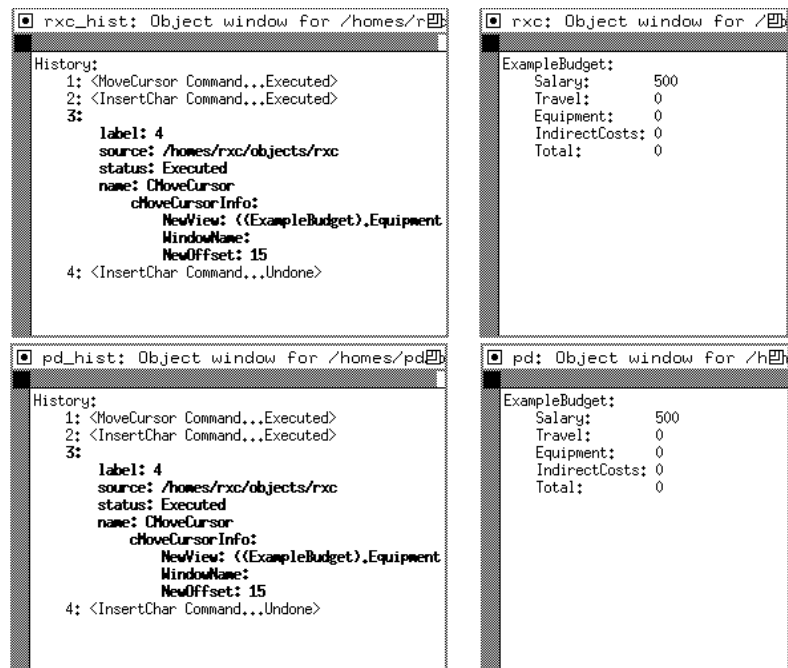 rxc_hist: Object window for /homes/r
History:
1: <MoveCursor Command...Executed>
2: <InsertChar Command...Executed>
3:
label: 4
source: /homes/rxc/objects/rxc
status: Executed
name: CMoveCursor
cMoveCursorInfo:
NewView: ((ExampleBudget).Equipment
WindowName:
NewOffset: 15
4: <InsertChar Command...Undone>
rxc: Object window for /
ExampleBudget:
Salary: 500
Travel: 0
Equipment: 0
IndirectCosts: 0
Total: 0
pd_hist: Object window for /homes/pd
History:
1: <MoveCursor Command...Executed>
2: <InsertChar Command...Executed>
3:
label: 4
source: /homes/rxc/objects/rxc
status: Executed
name: CMoveCursor
cMoveCursorInfo:
NewView: ((ExampleBudget).Equipment
WindowName:
NewOffset: 15
4: <InsertChar Command...Undone>
pd: Object window for /h
ExampleBudget:
Salary: 500
Travel: 0
Equipment: 0
IndirectCosts: 0
Total: 0